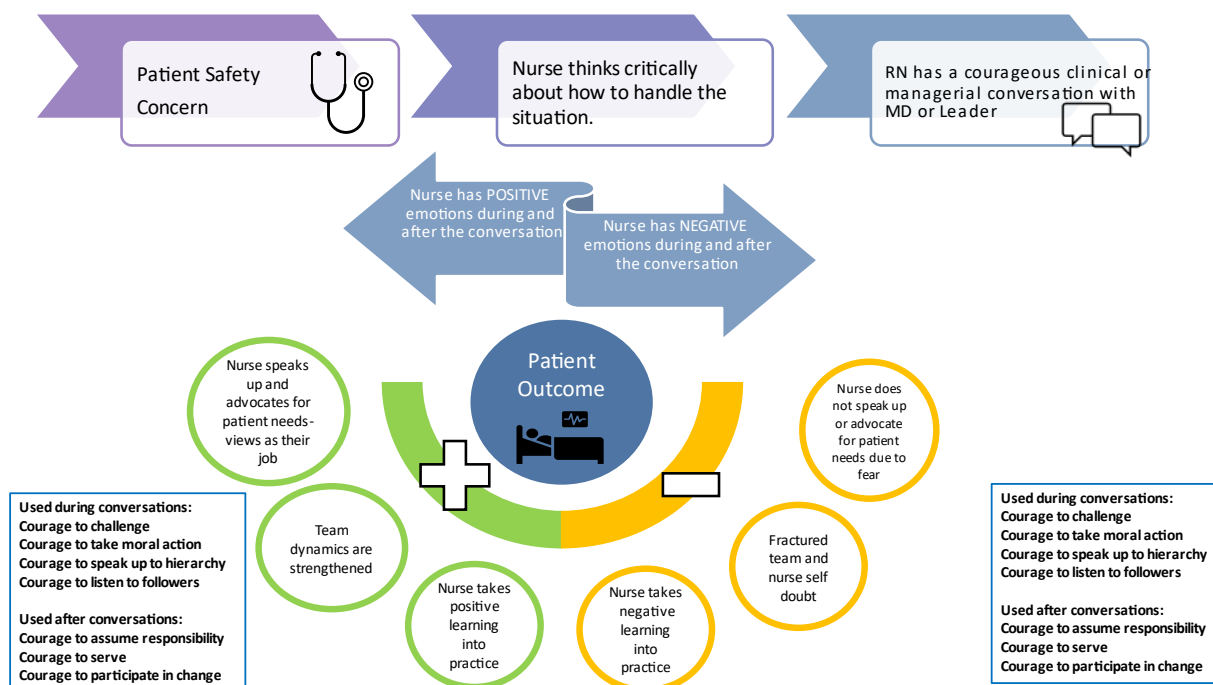 Patient Safety
Concern
Nurse thinks critically
about how to handle the
situation.
RN has a courageous clinical or
managerial conversation with
MD or Leader
Nurse has POSITIVE
emotions during and
after the conversation
Nurse has NEGATIVE
emotions during and after
the conversation
Patient
Outcome
Nurse speaks
up and
advocates for
patient needs-
views as their
job
Team
dynamics are
strengthened
Nurse takes
positive
learning
into
practice
Nurse takes
negative
learning
into
practice
Fractured
team and
nurse self
doubt
Nurse does
not speak up
or advocate
for patient
needs due to
fear
Used during conversations:
Courage to challenge
Courage to take moral action
Courage to speak up to hierarchy
Courage to listen to followers
Used after conversations:
Courage to assume responsibility
Courage to serve
Courage to participate in change
Used during conversations:
Courage to challenge
Courage to take moral action
Courage to speak up to hierarchy
Courage to listen to followers
Used after conversations:
Courage to assume responsibility
Courage to serve
Courage to participate in change